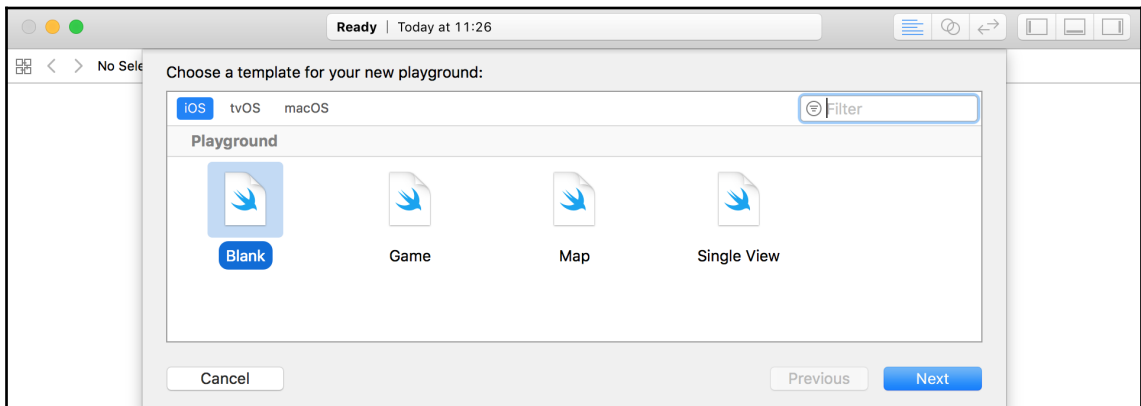 Ready | Today at 11:26
No Sele
Choose a template for your new playground:
iOS tvOS macOS Filter
Playground
Blank Game Map Single View
Cancel Previous Next